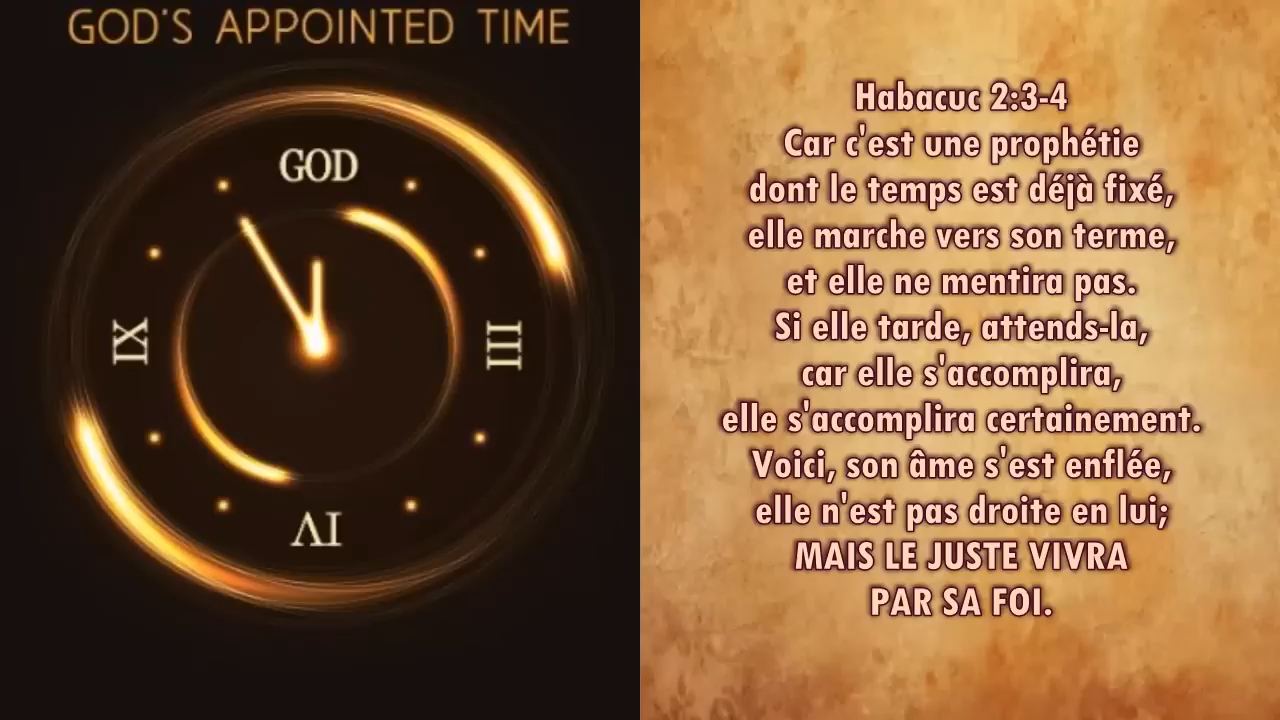 GOD'S APPOINTED TIME
GOD
IX
III
VI
Habacuc 2:3-4
Car c'est une prophétie
dont le temps est déjà fixé,
elle marche vers son terme,
et elle ne mentira pas.
Si elle tarde, attends-la,
car elle s'accomplira,
elle s'accomplira certainement.
Voici, son âme s'est enflée,
elle n'est pas droite en lui;
MAIS LE JUSTE VIVRA
PAR SA FOI.